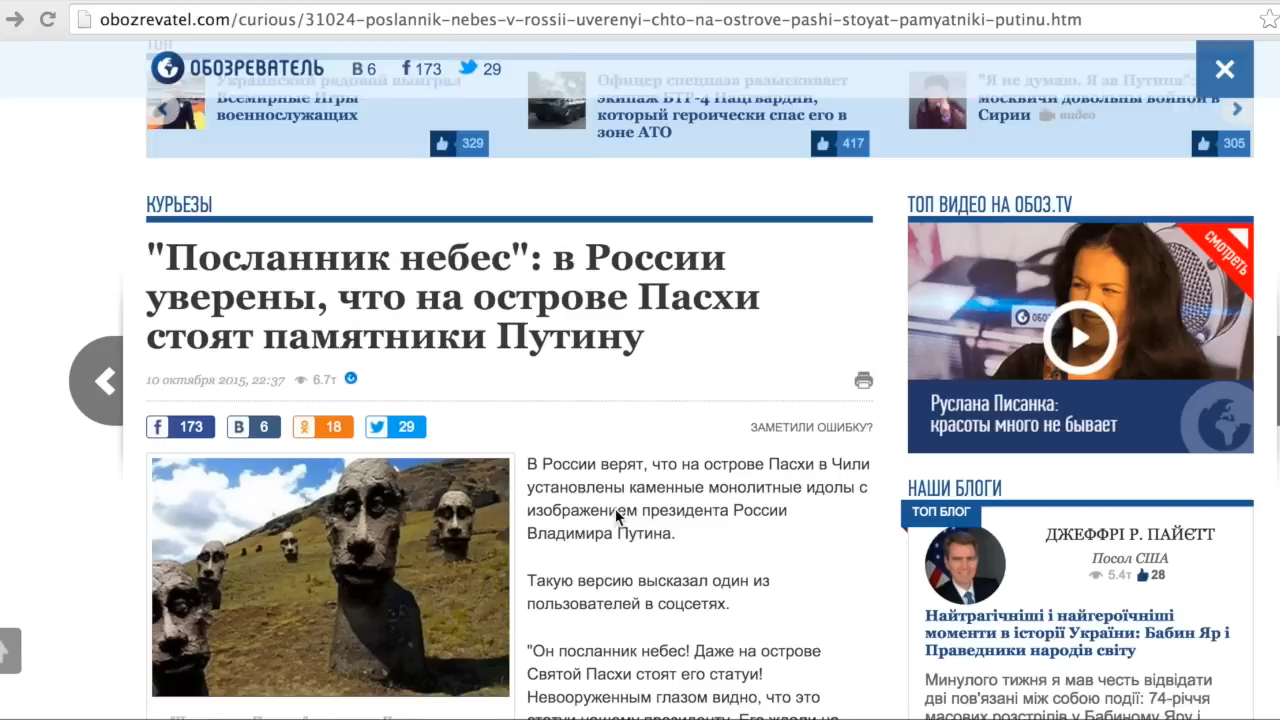 obozrevatel.com/curious/31024-poslannik-nebes-v-rossii-uverenyi-chto-na-ostrove-pashi-stoyat-pamyatniki-putinu.htm
ОБОЗРЕВАТЕЛЬ
В 6
f 173
29
Украинский рядовой выиграл
Всемирные Игры
военнослужащих
329
Офицер спецназа разыскивает
экипаж БТР-4 Нацгвардии,
который героически спас его в
зоне АТО
417
"Я не думаю. Я за Путина":
москвичи довольны войной в
Сирии видео
305
КУРЬЕЗЫ
"Посланник небес": в России
уверены, что на острове Пасхи
стоят памятники Путину
10 октября 2015, 22:37 6.7т
f 173
В 6
18
29
ЗАМЕТИЛИ ОШИБКУ?
В России верят, что на острове Пасхи в Чили
установлены каменные монолитные идолы с
изображением президента России
Владимира Путина.
Такую версию высказал один из
пользователей в соцсетях.
"Он посланник небес! Даже на острове
Святой Пасхи стоят его статуи!
Невооруженным глазом видно, что это
ТОП ВИДЕО НА ОБОЗ.TV
смотреть
Руслана Писанка:
красоты много не бывает
НАШИ БЛОГИ
ТОП БЛОГ
ДЖЕФФРІ Р. ПАЙЄТТ
Посол США
5.4т 28
Найтрагічніші і найгероїчніші
моменти в історії України: Бабин Яр і
Праведники народів світу
Минулого тижня я мав честь відвідати
дві пов'язані між собою події: 74-річчя
масових розстрілів у Бабиному Яру і